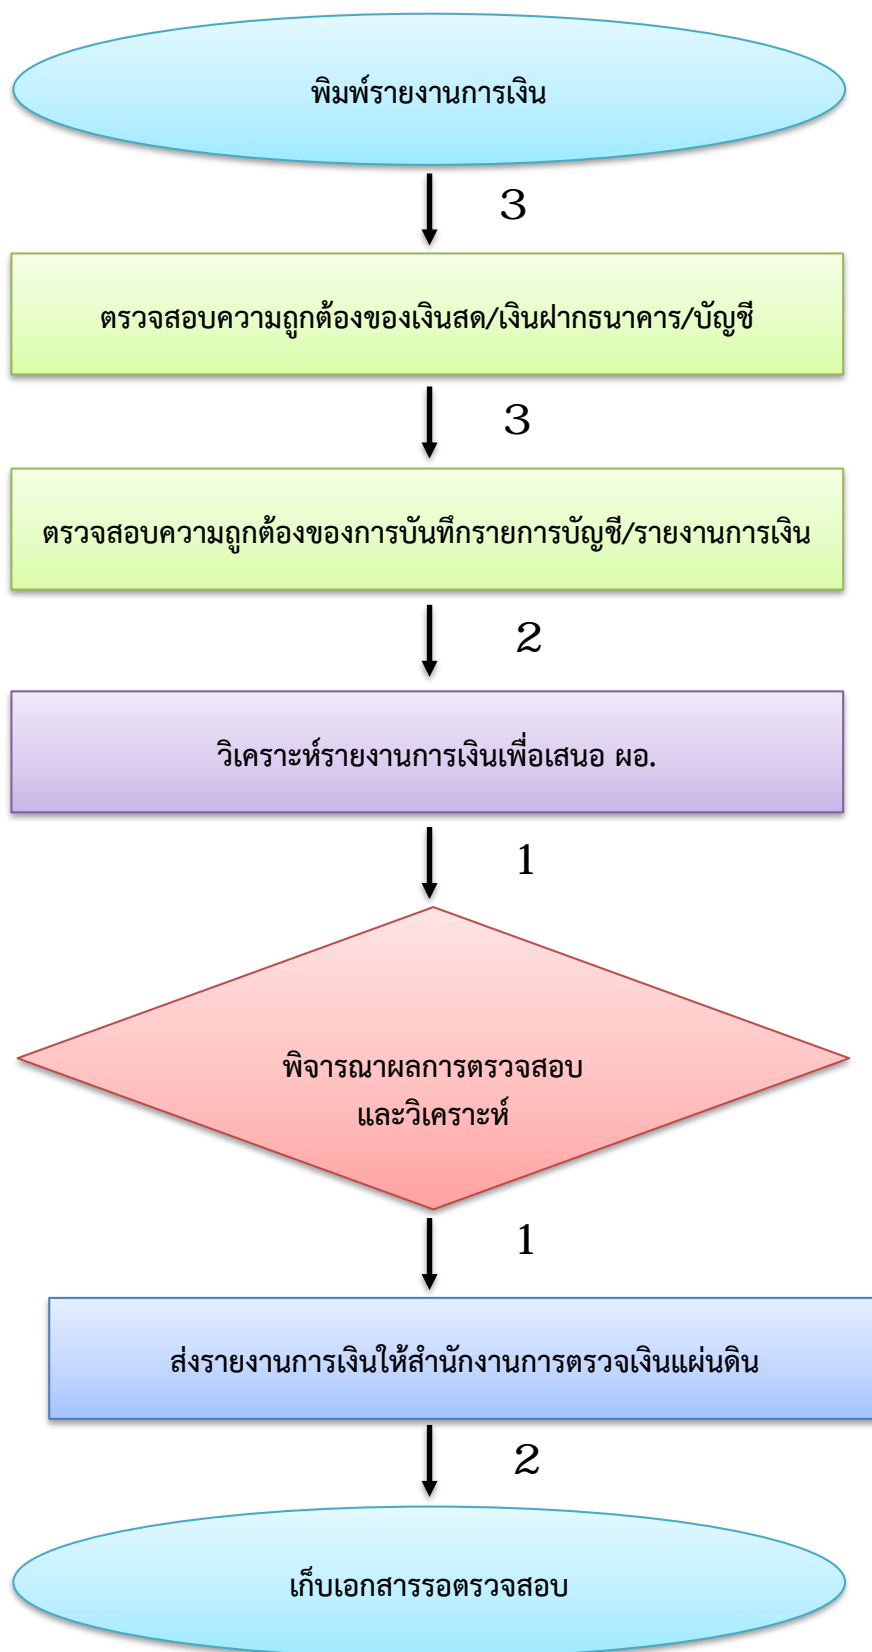 พิมพ์รายงานการเงิน
3
ตรวจสอบความถูกต้องของเงินสด/เงินฝากธนาคาร/บัญชี
3
ตรวจสอบความถูกต้องของการบันทึกรายการบัญชี/รายงานการเงิน
2
วิเคราะห์รายงานการเงินเพื่อเสนอ ผอ.
1
พิจารณาผลการตรวจสอบ
และวิเคราะห์
1
ส่งรายงานการเงินให้สำนักงานการตรวจเงินแผ่นดิน
2
เก็บเอกสารรอตรวจสอบ